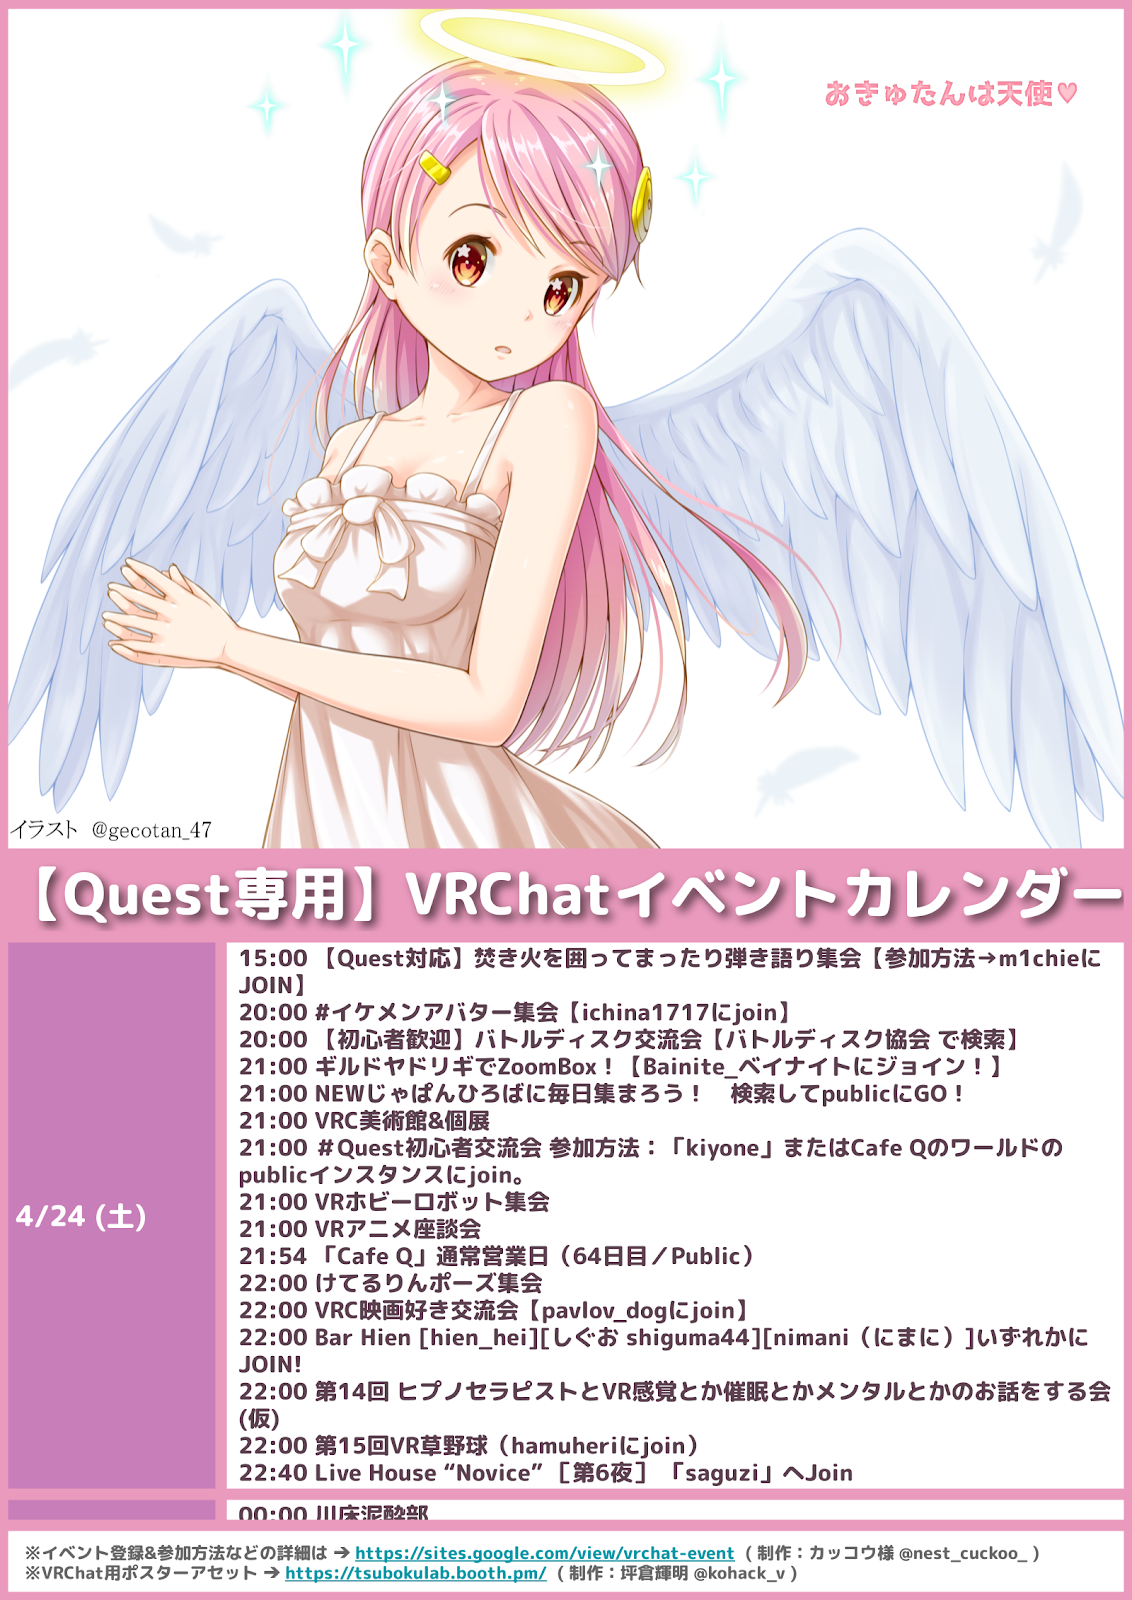 おきゅたんは天使♡
イラスト @gecotan_47
【Quest専用】VRChatイベントカレンダー
4/24 (土)
15:00 【Quest対応】焚き火を囲ってまったり弾き語り集会【参加方法→m1chieに
JOIN】
20:00 #イケメンアバター集会【ichina1717にjoin】
20:00 【初心者歓迎】バトルディスク交流会【バトルディスク協会 で検索】
21:00 ギルドヤドリギでZoomBox！【Bainite_ベイナイトにジョイン！】
21:00 NEWじゃぱんひろばに毎日集まろう！　検索してpublicにGO！
21:00 VRC美術館&個展
21:00 ＃Quest初心者交流会 参加方法：「kiyone」またはCafe Qのワールドの
publicインスタンスにjoin。
21:00 VRホビーロボット集会
21:00 VRアニメ座談会
21:54 「Cafe Q」通常営業日（64日目／Public）
22:00 けてるりんポーズ集会
22:00 VRC映画好き交流会【pavlov_dogにjoin】
22:00 Bar Hien [hien_hei][しぐお shiguma44][nimani（にまに）]いずれかに
JOIN!
22:00 第14回 ヒプノセラピストとVR感覚とか催眠とかメンタルとかのお話をする会
(仮)
22:00 第15回VR草野球（hamuheriにjoin）
22:40 Live House “Novice” ［第6夜］ 「saguzi」へJoin
00:00 川床泥酔部
※イベント登録&参加方法などの詳細は ➔ https://sites.google.com/view/vrchat-event （制作：カッコウ様 @nest_cuckoo_ ）
※VRChat用ポスターアセット ➔ https://tsubokulab.booth.pm/ （制作：坪倉輝明 @kohack_v ）